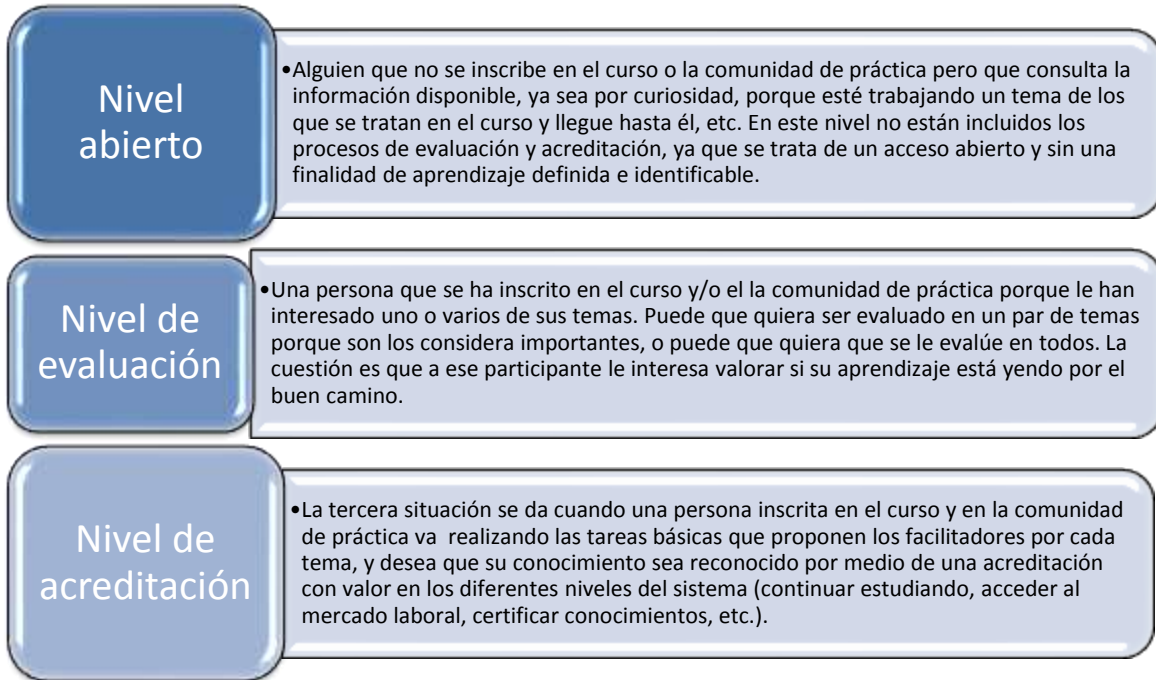 Nivel
abierto
•Alguien que no se inscribe en el curso o la comunidad de práctica pero que consulta la
información disponible, ya sea por curiosidad, porque esté trabajando un tema de los
que se tratan en el curso y llegue hasta él, etc. En este nivel no están incluidos los
procesos de evaluación y acreditación, ya que se trata de un acceso abierto y sin una
finalidad de aprendizaje definida e identificable.
Nivel de
evaluación
•Una persona que se ha inscrito en el curso y/o el la comunidad de práctica porque le han
interesado uno o varios de sus temas. Puede que quiera ser evaluado en un par de temas
porque son los considera importantes, o puede que quiera que se le evalúe en todos. La
cuestión es que a ese participante le interesa valorar si su aprendizaje está yendo por el
buen camino.
Nivel de
acreditación
•La tercera situación se da cuando una persona inscrita en el curso y en la comunidad
de práctica va  realizando las tareas básicas que proponen los facilitadores por cada
tema, y desea que su conocimiento sea reconocido por medio de una acreditación
con valor en los diferentes niveles del sistema (continuar estudiando, acceder al
mercado laboral, certificar conocimientos, etc.).